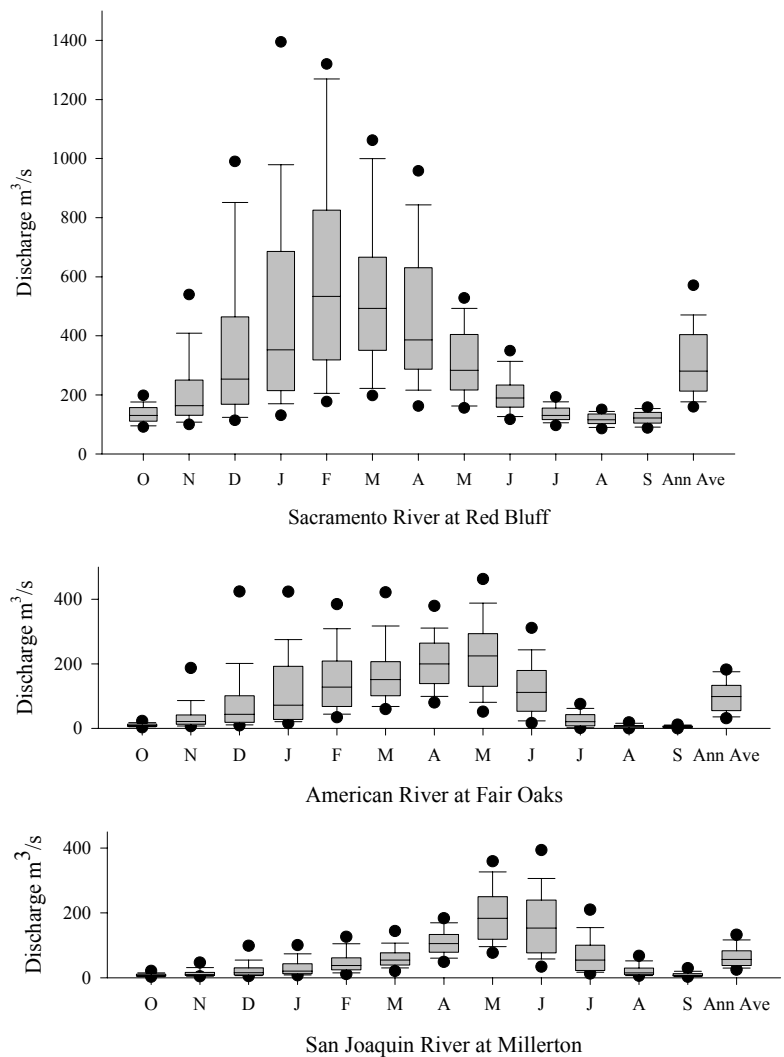 1400
1200
1000
800
600
400
200
0
Discharge m³/s
O N D J F M A M J J A S Ann Ave
Sacramento River at Red Bluff
400
200
0
Discharge m³/s
O N D J F M A M J J A S Ann Ave
American River at Fair Oaks
400
200
0
Discharge m³/s
O N D J F M A M J J A S Ann Ave
San Joaquin River at Millerton